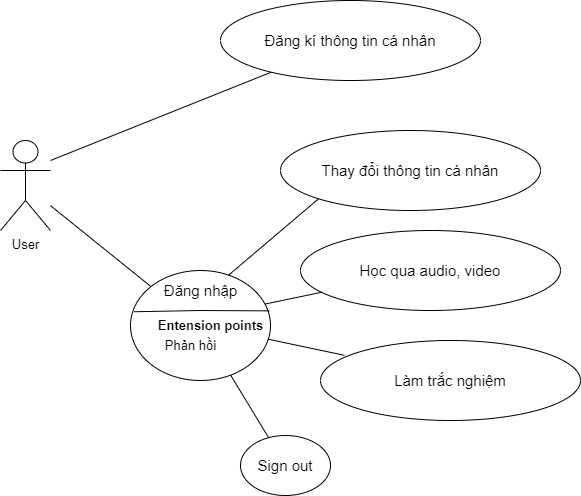 Đăng kí thông tin cá nhân
Thay đổi thông tin cá nhân
User
Học qua audio, video
Đăng nhập
Entension points
Phản hồi
Làm trắc nghiệm
Sign out